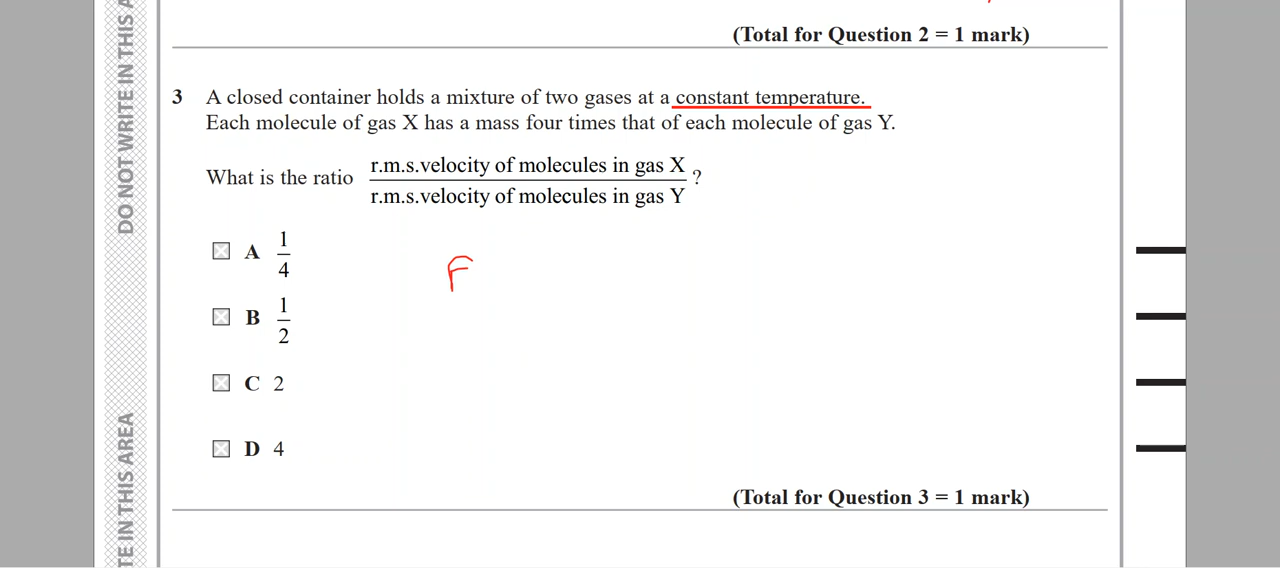 DO NOT WRITE IN THIS A
(Total for Question 2 = 1 mark)
3 A closed container holds a mixture of two gases at a constant temperature.
Each molecule of gas X has a mass four times that of each molecule of gas Y.
What is the ratio r.m.s.velocity of molecules in gas X / r.m.s.velocity of molecules in gas Y ?
A 1/4
F
B 1/2
C 2
D 4
TE IN THIS AREA
(Total for Question 3 = 1 mark)